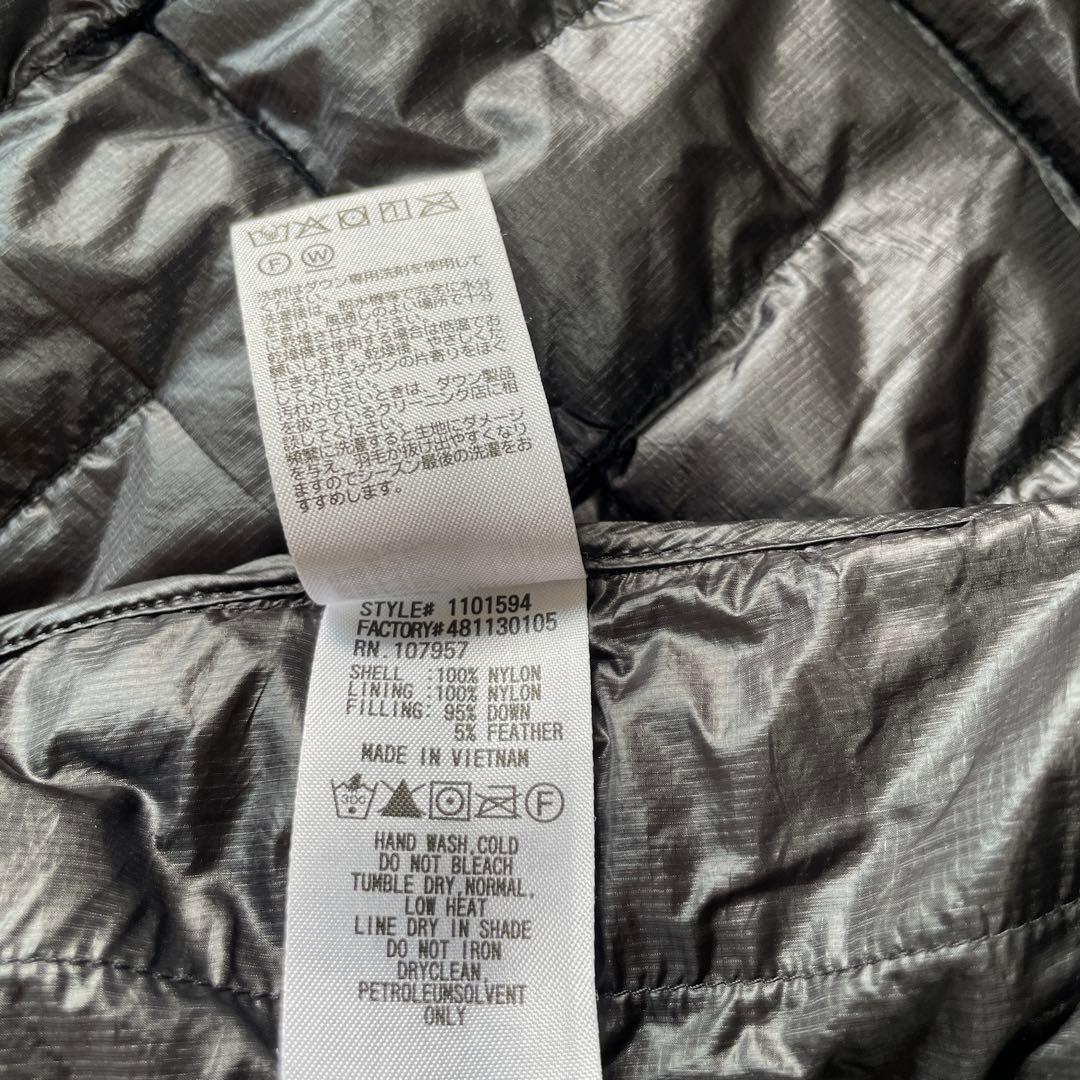 F W
洗剤はダウン専用洗剤を使用して
ください。脱水機等で完全に水分
を香り、風通しのよい場所で十分
に乾燥させてください。
乾燥機を使用する場合は低温でお
願いします。乾燥後、やさしくた
たきながらダウンの片寄りをほぐ
してください。
汚れがひどいときは、ダウン製品
を扱っているクリーニング店に相
談してください。
頻繁に洗濯すると生地にダメージ
を与え、羽毛が抜け出やすくなり
ますのでシーズン最後の洗濯をお
すすめします。
STYLE# 1101594
FACTORY#481130105
RN 107957
SHELL :100% NYLON
LINING :100% NYLON
FILLING: 95% DOWN
5% FEATHER
MADE IN VIETNAM
F
HAND WASH,COLD
DO NOT BLEACH
TUMBLE DRY,NORMAL,
LOW HEAT
LINE DRY IN SHADE
DO NOT IRON
DRYCLEAN,
PETROLEUMSOLVENT
ONLY